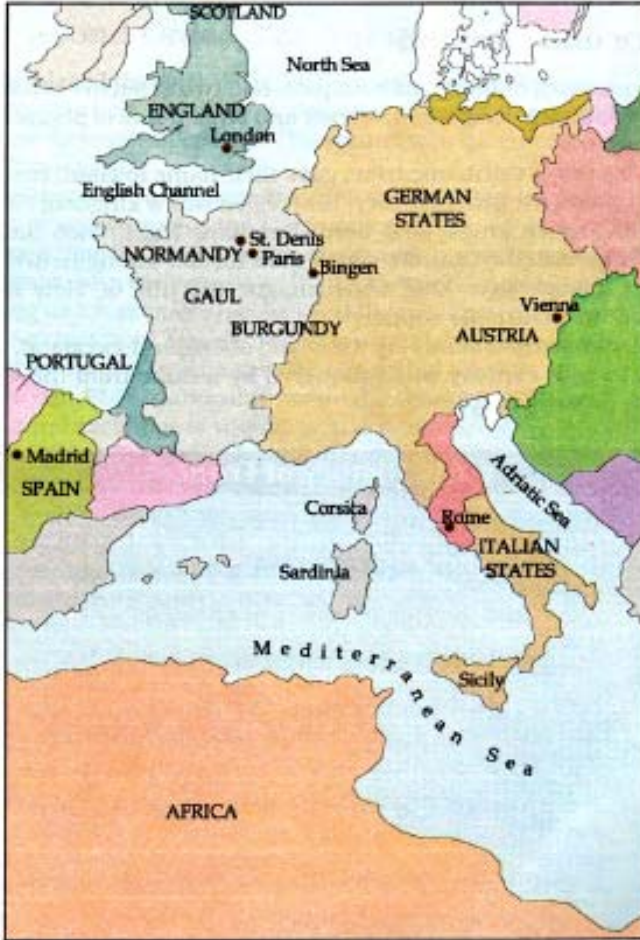 SCOTLAND
North Sea
ENGLAND
London
English Channel
GERMAN
STATES
St. Denis
NORMANDY
Paris
Bingen
GAUL
Vienna
BURGUNDY
AUSTRIA
PORTUGAL
Madrid
SPAIN
Adriatic Sea
Corsica
Rome
ITALIAN
STATES
Sardinia
Mediterranean Sea
Sicily
AFRICA